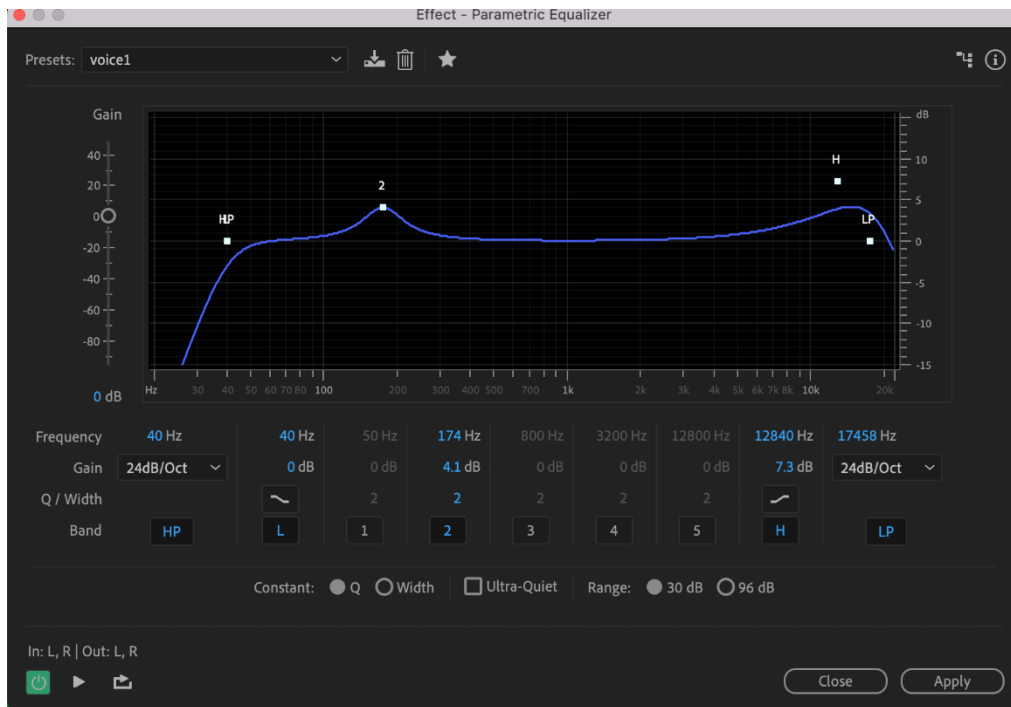 Effect - Parametric Equalizer
Presets: voice1
Gain
dB
40
20
0
-20
-40
-60
-80
0 dB
10
5
0
-5
-10
-15
HLP
2
H
LP
Hz 30 40 50 60 70 80 100 200 300 400 500 700 1k 2k 3k 4k 5k 6k 7k 8k 10k 20k
Frequency 40 Hz 40 Hz 50 Hz 174 Hz 800 Hz 3200 Hz 12800 Hz 12840 Hz 17458 Hz
Gain 24dB/Oct 0 dB 0 dB 4.1 dB 0 dB 0 dB 0 dB 7.3 dB 24dB/Oct
Q / Width 2 2 2 2 2
Band HP L 1 2 3 4 5 H LP
Constant: Q Width Ultra-Quiet Range: 30 dB 96 dB
In: L, R | Out: L, R
Close Apply